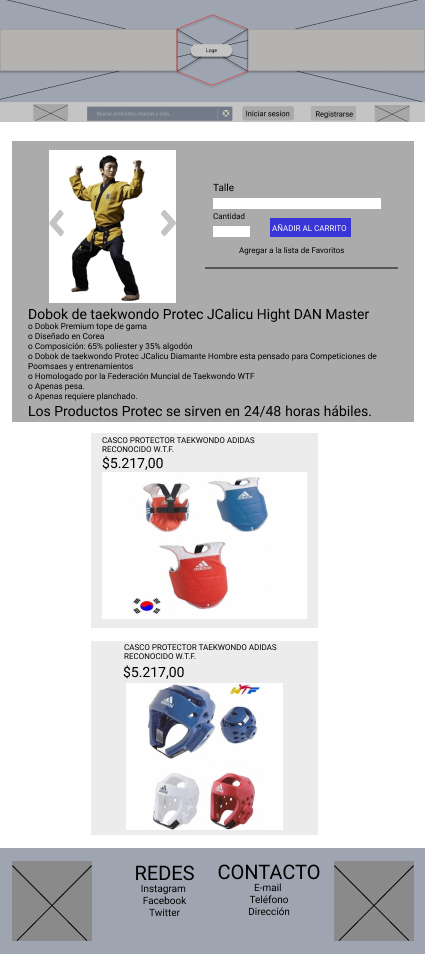 Logo
Buscar productos, marcas y más...
Iniciar sesion
Registrarse
Talle
Cantidad
AÑADIR AL CARRITO
Agregar a la lista de Favoritos
Dobok de taekwondo Protec JCalicu Hight DAN Master
o Dobok Premium tope de gama
o Diseñado en Corea
o Composición: 65% poliester y 35% algodón
o Dobok de taekwondo Protec JCalicu Diamante Hombre esta pensado para Competiciones de
Poomsaes y entrenamientos
o Homologado por la Federación Muncial de Taekwondo WTF
o Apenas pesa.
o Apenas requiere planchado.
Los Productos Protec se sirven en 24/48 horas hábiles.
CASCO PROTECTOR TAEKWONDO ADIDAS
RECONOCIDO W.T.F.
$5.217,00
adidas
CASCO PROTECTOR TAEKWONDO ADIDAS
RECONOCIDO W.T.F.
$5.217,00
WTF
REDES
Instagram
Facebook
Twitter
CONTACTO
E-mail
Teléfono
Dirección